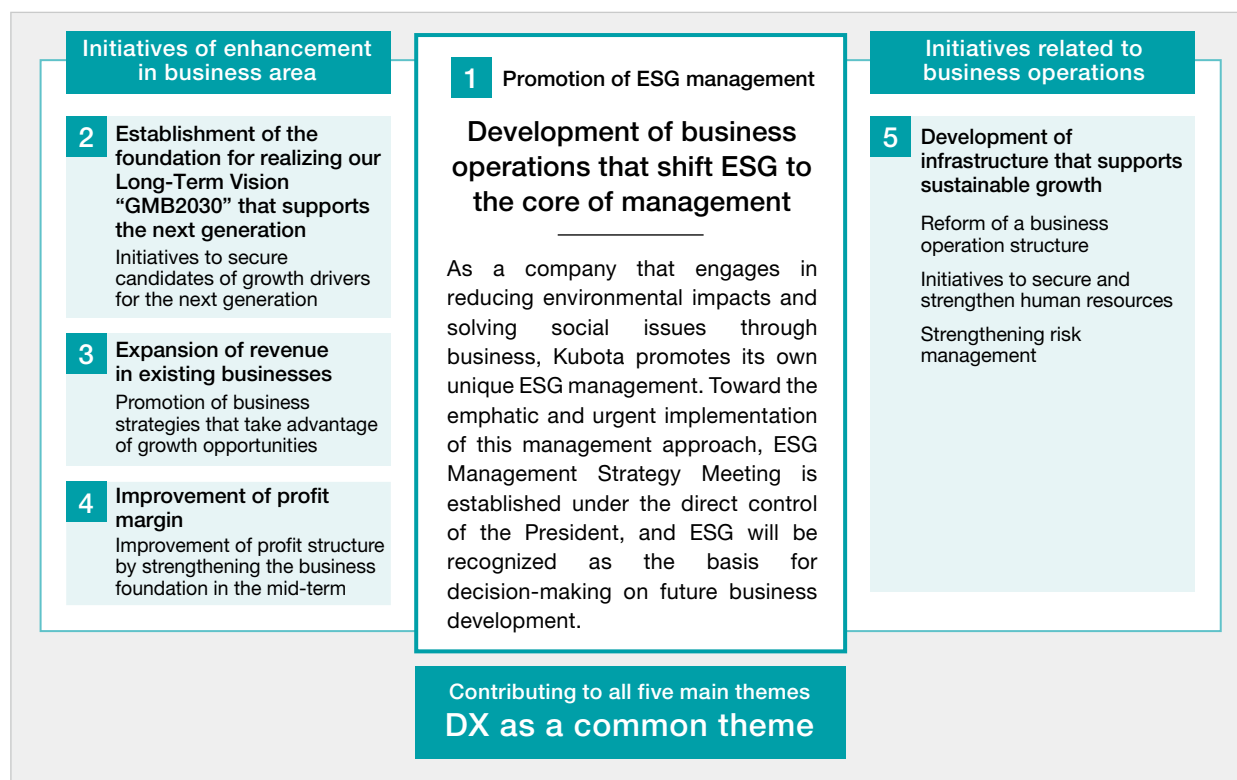 Initiatives of enhancement
in business area
2
Establishment of the
foundation for realizing our
Long-Term Vision
“GMB2030” that supports
the next generation
Initiatives to secure
candidates of growth drivers
for the next generation
3
Expansion of revenue
in existing businesses
Promotion of business
strategies that take advantage
of growth opportunities
4
Improvement of profit
margin
Improvement of profit structure
by strengthening the business
foundation in the mid-term
1 Promotion of ESG management
Development of business
operations that shift ESG to
the core of management
As a company that engages in
reducing environmental impacts and
solving social issues through
business, Kubota promotes its own
unique ESG management. Toward the
emphatic and urgent implementation
of this management approach, ESG
Management Strategy Meeting is
established under the direct control
of the President, and ESG will be
recognized as the basis for
decision-making on future business
development.
Initiatives related to
business operations
5
Development of
infrastructure that supports
sustainable growth
Reform of a business
operation structure
Initiatives to secure and
strengthen human resources
Strengthening risk
management
Contributing to all five main themes
DX as a common theme